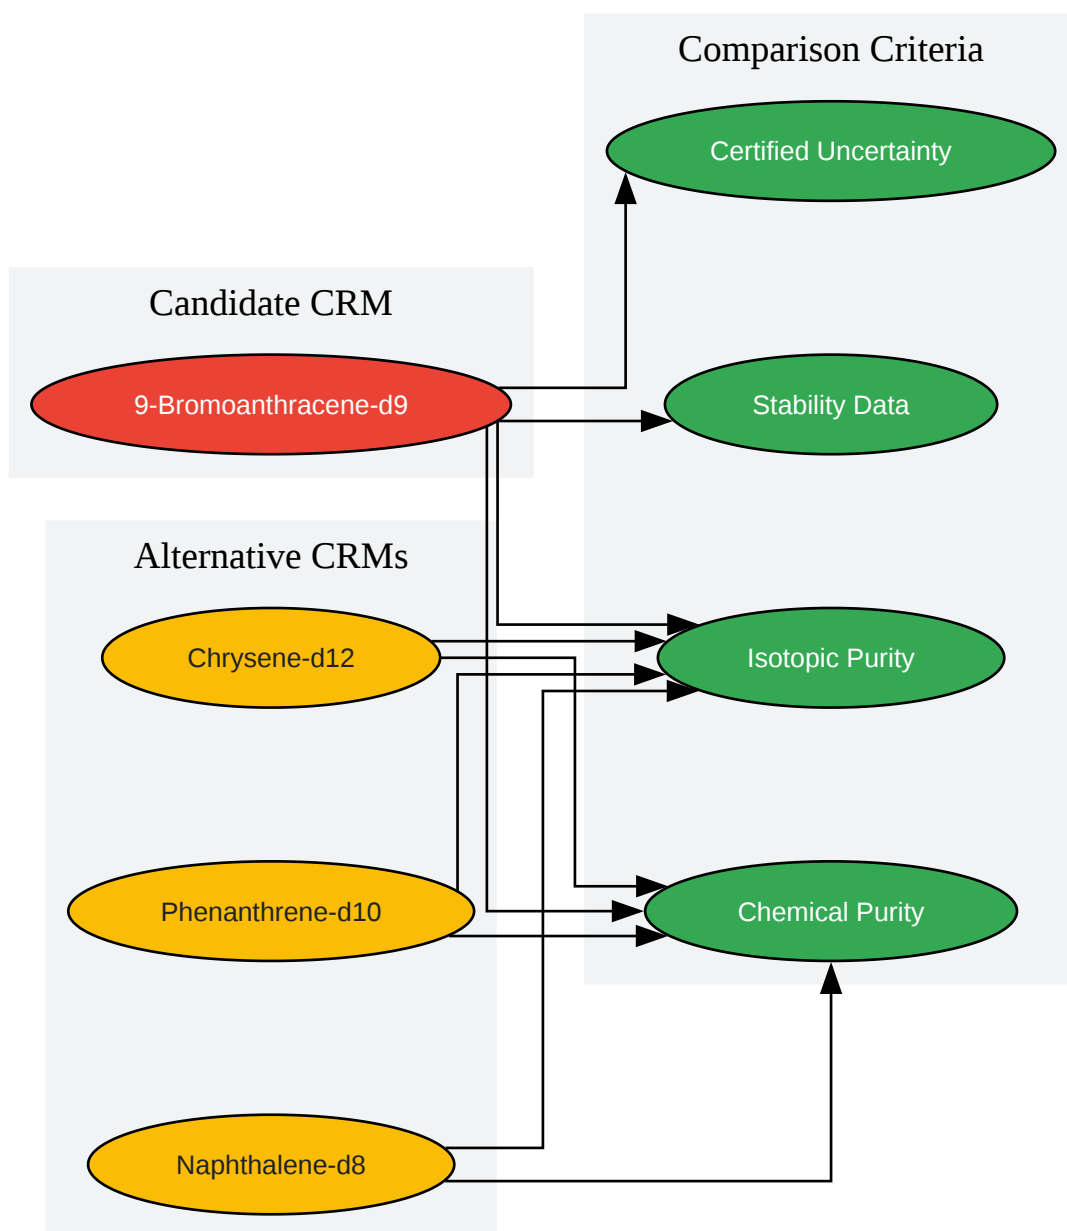 Comparison Criteria
Certified Uncertainty
Candidate CRM
9-Bromoanthracene-d9
Stability Data
Alternative CRMs
Chrysene-d12
Isotopic Purity
Phenanthrene-d10
Chemical Purity
Naphthalene-d8